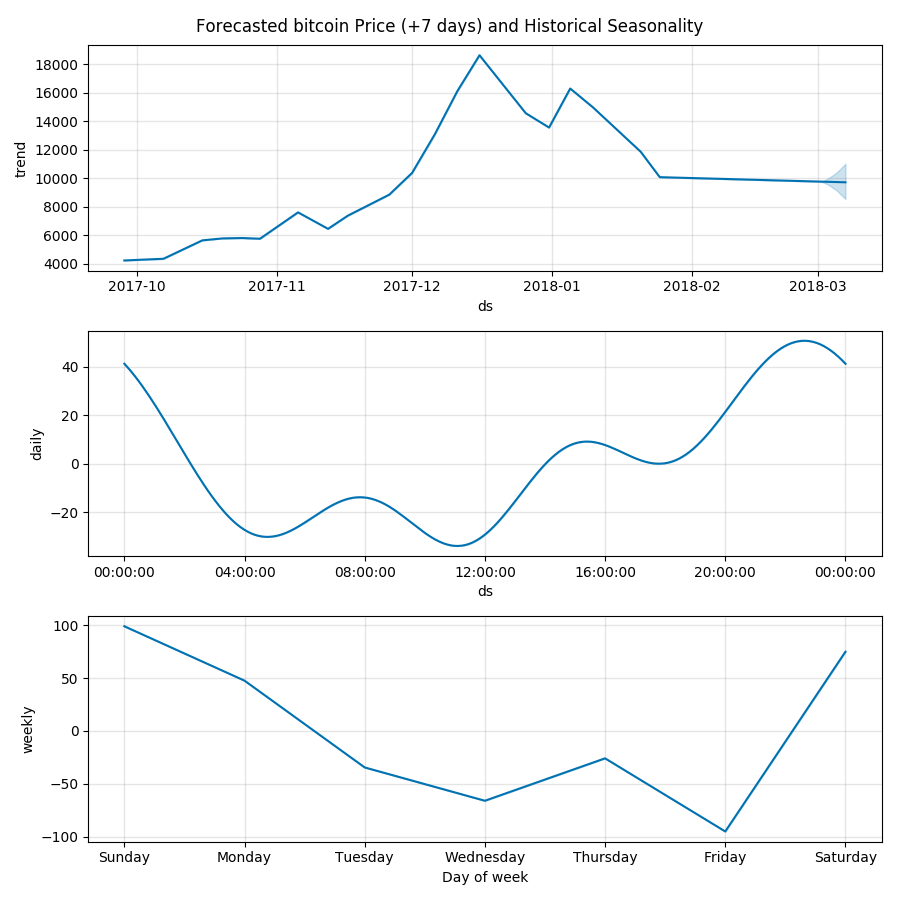 Forecasted bitcoin Price (+7 days) and Historical Seasonality
18000
16000
14000
12000
10000
8000
6000
4000
trend
2017-10 2017-11 2017-12 2018-01 2018-02 2018-03
ds
40
20
0
−20
daily
00:00:00 04:00:00 08:00:00 12:00:00 16:00:00 20:00:00 00:00:00
ds
100
50
0
−50
−100
weekly
Sunday Monday Tuesday Wednesday Thursday Friday Saturday
Day of week